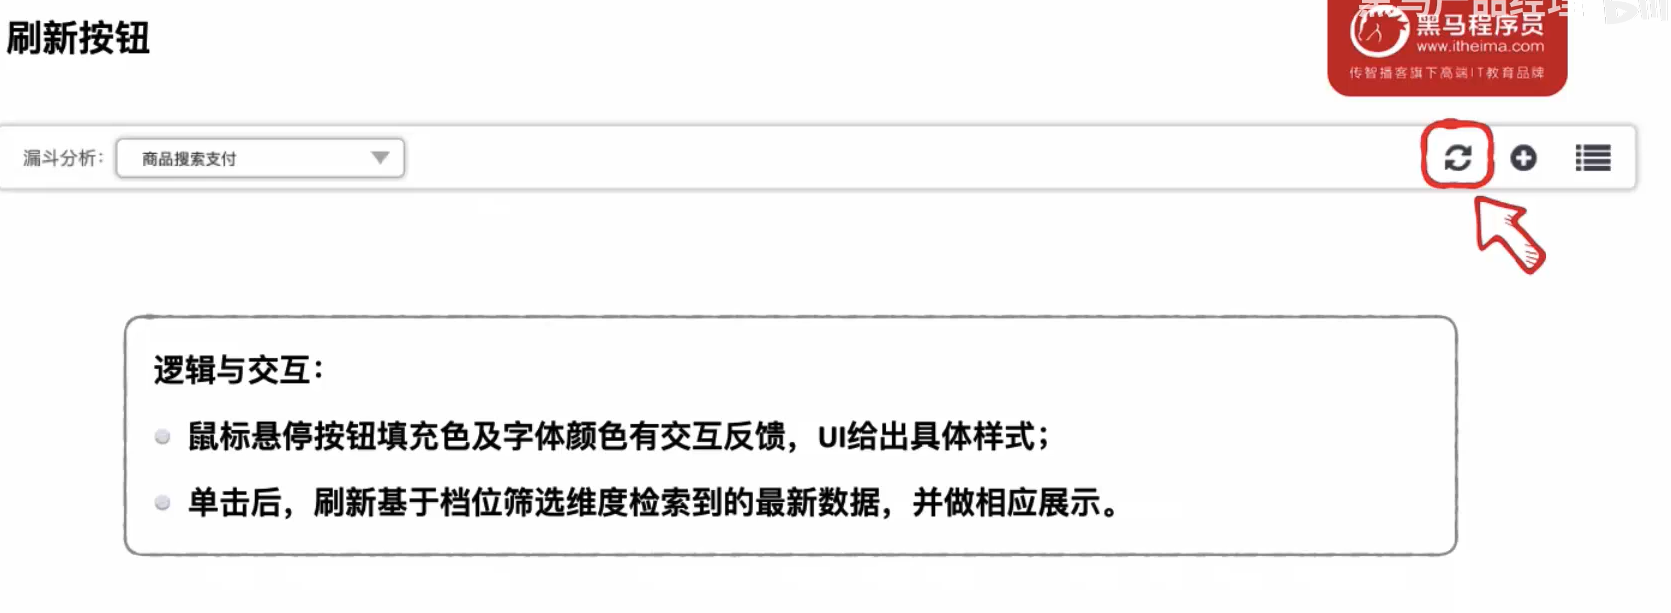 刷新按钮
黑马程序员
www.itheima.com
传智播客旗下高端IT教育品牌
漏斗分析：
商品搜索支付
逻辑与交互：
鼠标悬停按钮填充色及字体颜色有交互反馈，UI给出具体样式；
单击后，刷新基于档位筛选维度检索到的最新数据，并做相应展示。